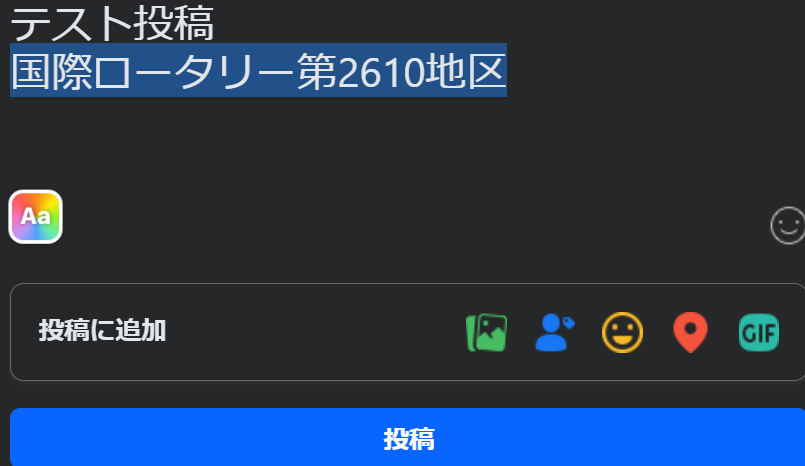 テスト投稿
国際ロータリー第2610地区
Aa
投稿に追加
GIF
投稿